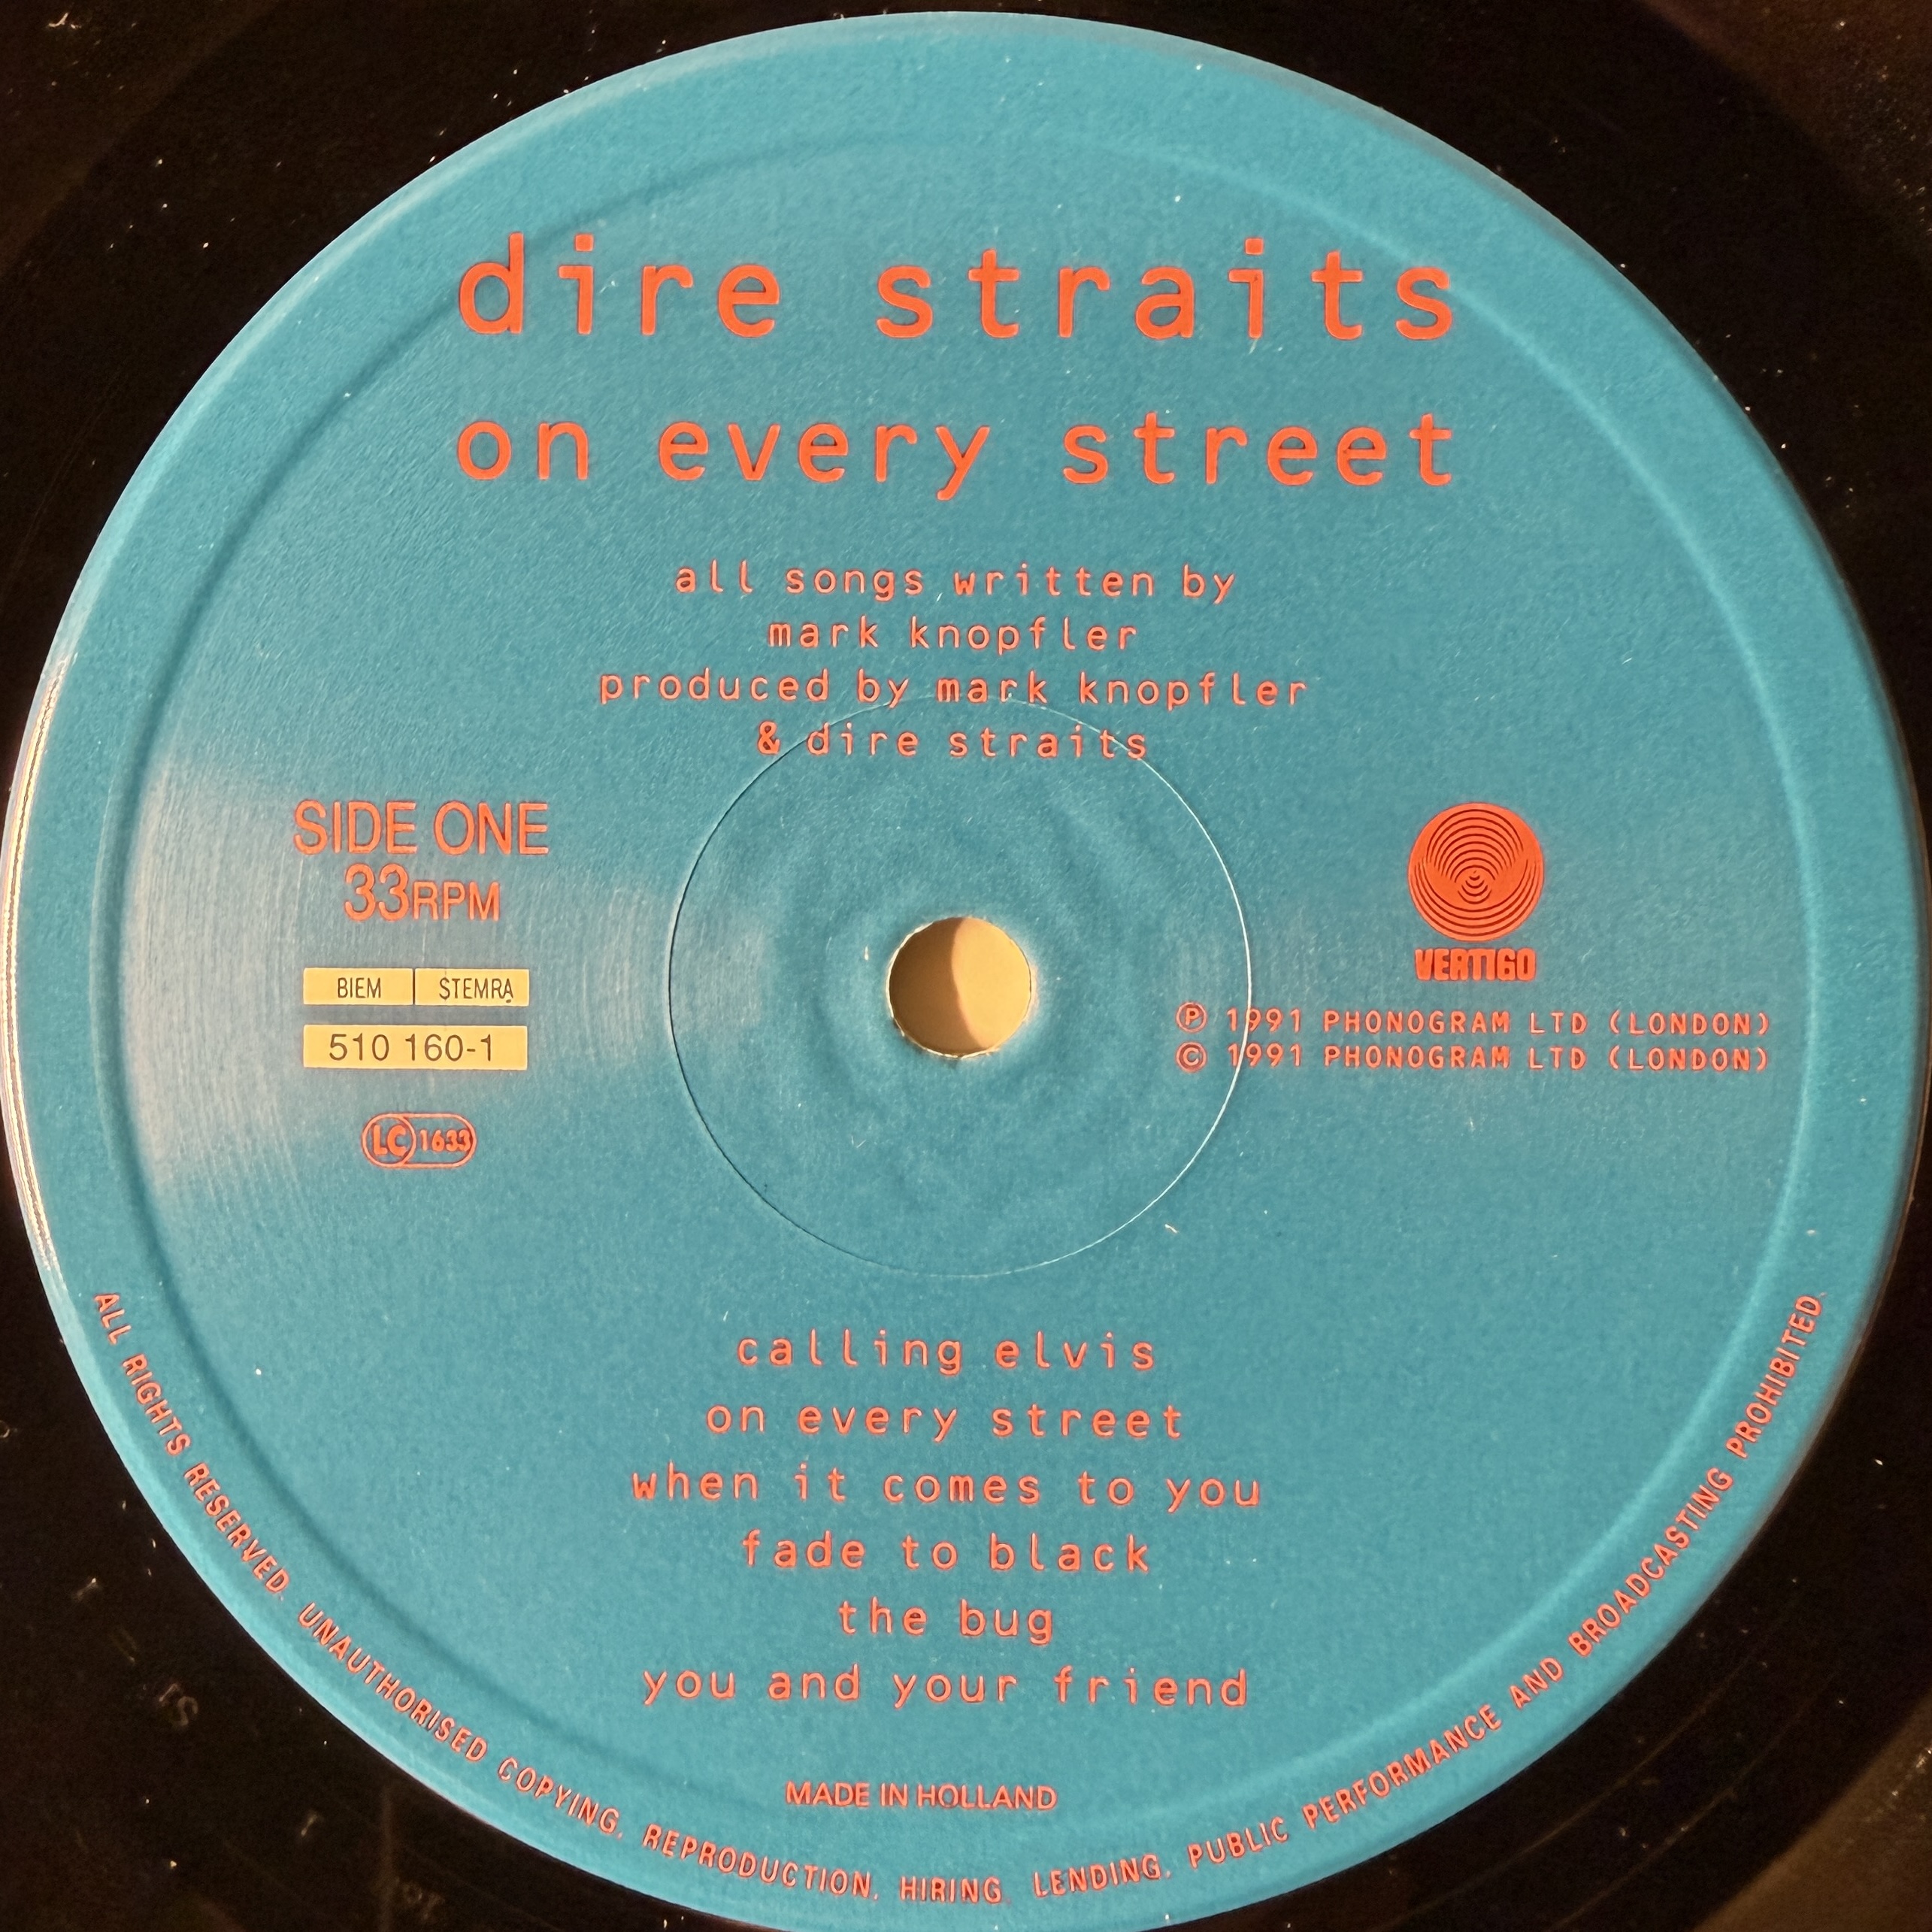 dire straits
on every street
all songs written by
mark knopfler
produced by mark knopfler
& dire straits
SIDE ONE
33RPM
BIEM STEMRA
510 160-1
LC 1633
VERTIGO
Ⓟ 1991 PHONOGRAM LTD (LONDON)
© 1991 PHONOGRAM LTD (LONDON)
calling elvis
on every street
when it comes to you
fade to black
the bug
you and your friend
MADE IN HOLLAND
ALL RIGHTS RESERVED. UNAUTHORISED COPYING, REPRODUCTION, HIRING, LENDING, PUBLIC PERFORMANCE AND BROADCASTING PROHIBITED.